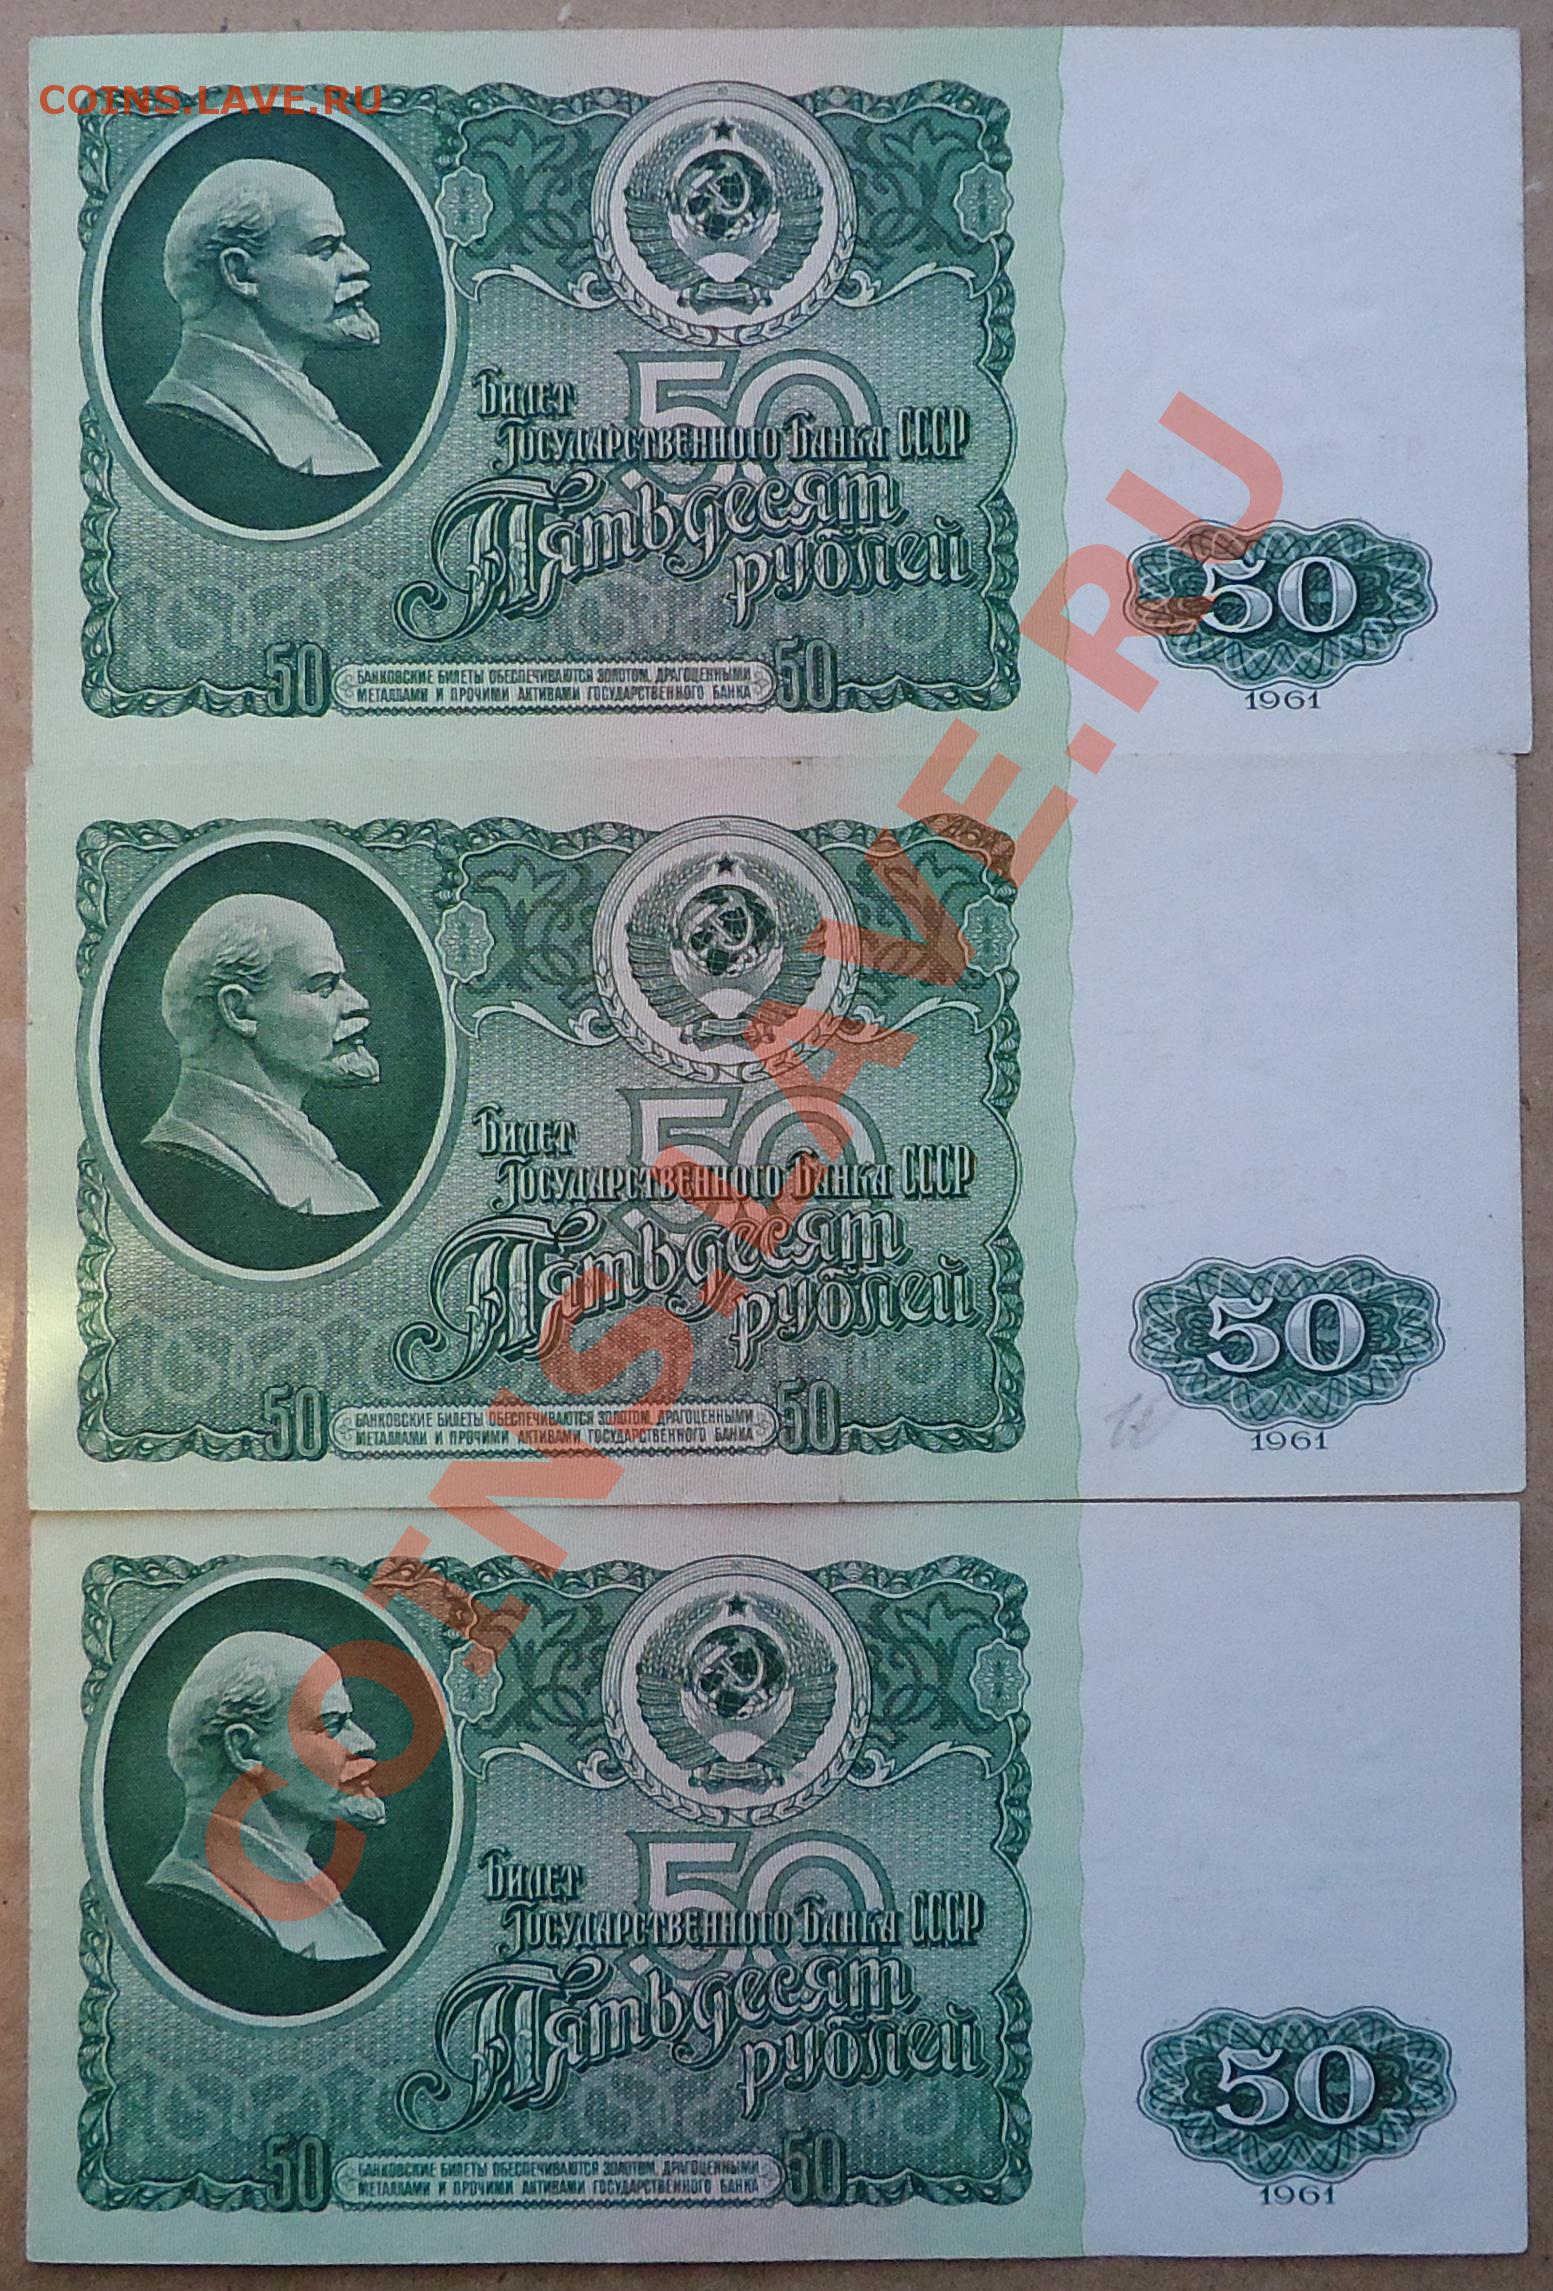 COINS.LAVE.RU
50
Билет
Государственного Банка СССР
Пятьдесят
рублей
50 БАНКОВСКИЕ БИЛЕТЫ ОБЕСПЕЧИВАЮТСЯ ЗОЛОТОМ, ДРАГОЦЕННЫМИ 50
МЕТАЛЛАМИ И ПРОЧИМИ АКТИВАМИ ГОСУДАРСТВЕННОГО БАНКА
50
1961
50
Билет
Государственного Банка СССР
Пятьдесят
рублей
50 БАНКОВСКИЕ БИЛЕТЫ ОБЕСПЕЧИВАЮТСЯ ЗОЛОТОМ, ДРАГОЦЕННЫМИ 50
МЕТАЛЛАМИ И ПРОЧИМИ АКТИВАМИ ГОСУДАРСТВЕННОГО БАНКА
50
1961
50
Билет
Государственного Банка СССР
Пятьдесят
рублей
50 БАНКОВСКИЕ БИЛЕТЫ ОБЕСПЕЧИВАЮТСЯ ЗОЛОТОМ, ДРАГОЦЕННЫМИ 50
МЕТАЛЛАМИ И ПРОЧИМИ АКТИВАМИ ГОСУДАРСТВЕННОГО БАНКА
50
1961
COINS.LAVE.RU